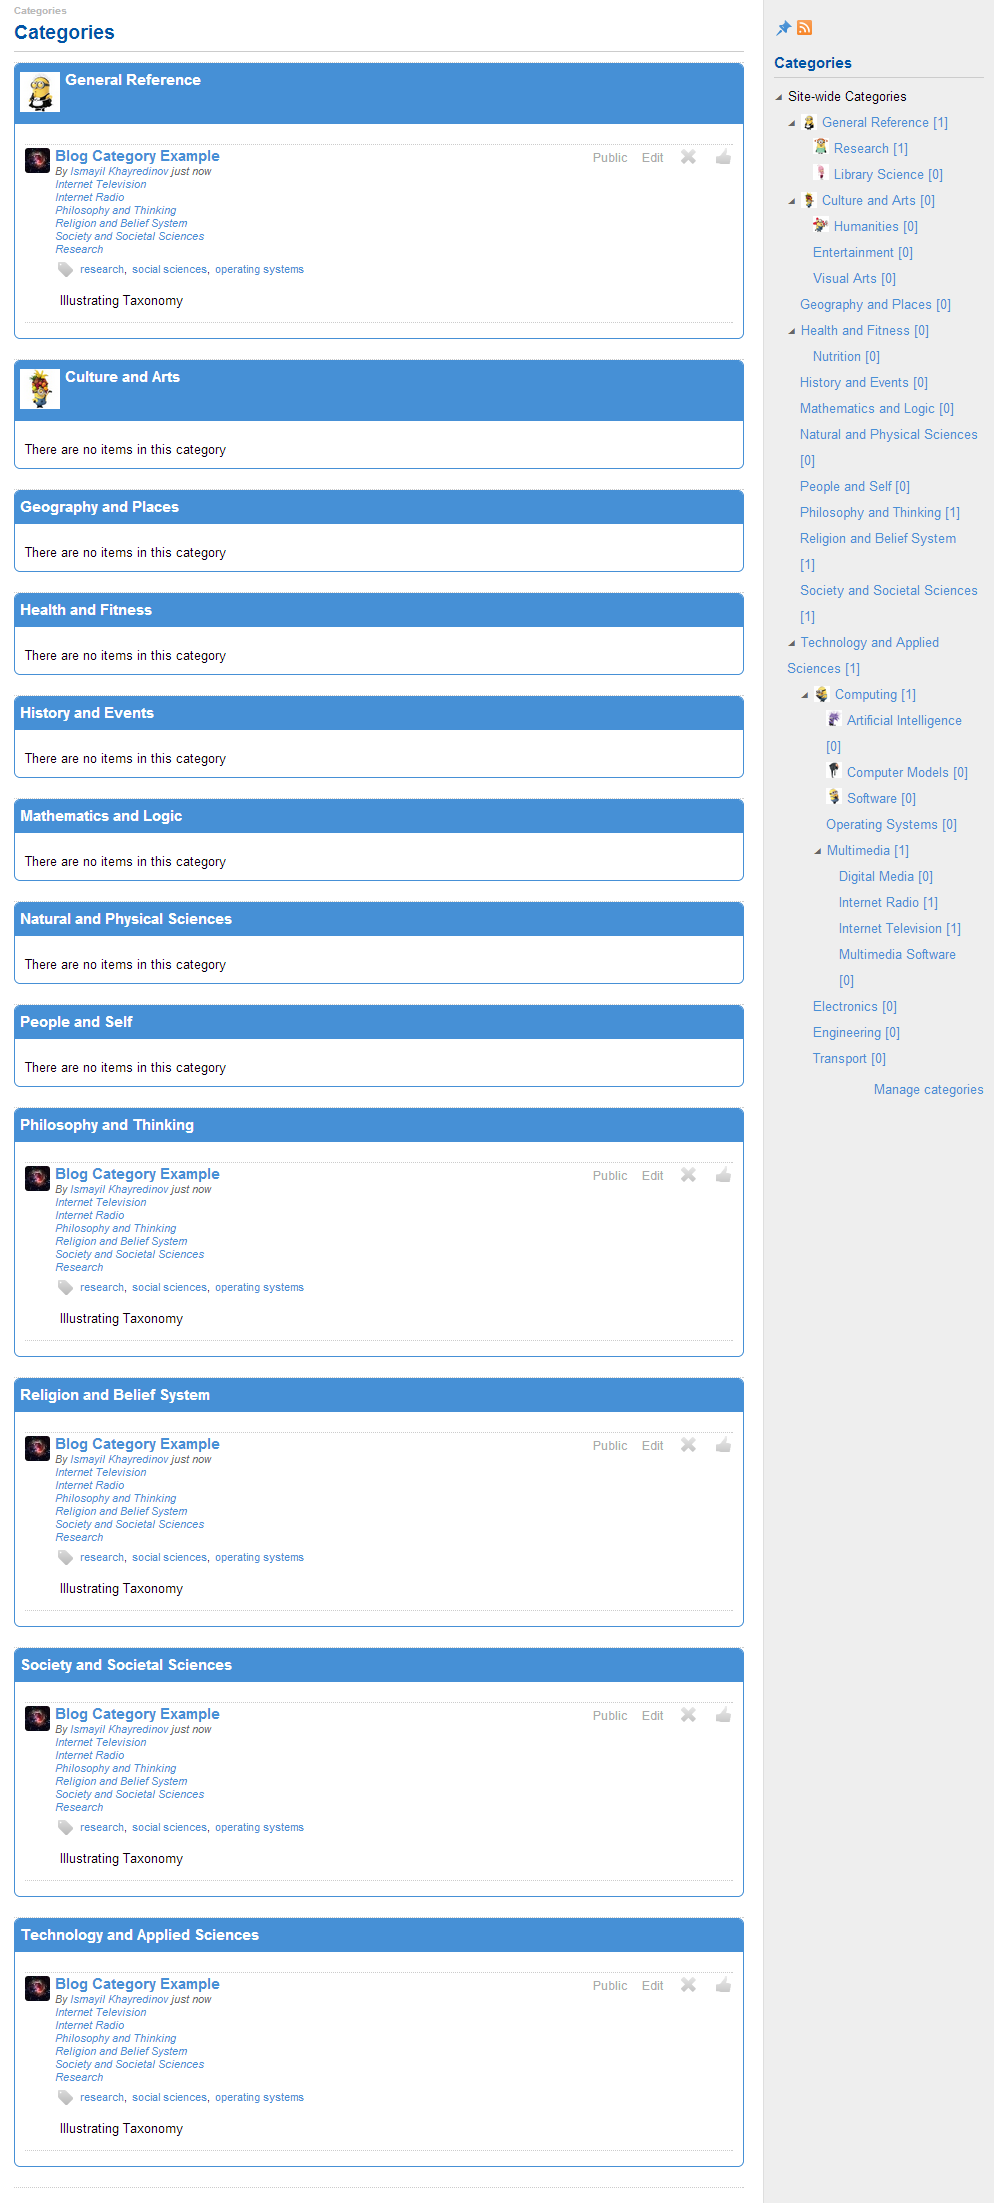 Categories
Categories
General Reference
Blog Category Example
Public Edit
By Ismayil Khayredinov just now
Internet Television
Internet Radio
Philosophy and Thinking
Religion and Belief System
Society and Societal Sciences
Research
research, social sciences, operating systems
Illustrating Taxonomy
Culture and Arts
There are no items in this category
Geography and Places
There are no items in this category
Health and Fitness
There are no items in this category
History and Events
There are no items in this category
Mathematics and Logic
There are no items in this category
Natural and Physical Sciences
There are no items in this category
People and Self
There are no items in this category
Philosophy and Thinking
Blog Category Example
Public Edit
By Ismayil Khayredinov just now
Internet Television
Internet Radio
Philosophy and Thinking
Religion and Belief System
Society and Societal Sciences
Research
research, social sciences, operating systems
Illustrating Taxonomy
Religion and Belief System
Blog Category Example
Public Edit
By Ismayil Khayredinov just now
Internet Television
Internet Radio
Philosophy and Thinking
Religion and Belief System
Society and Societal Sciences
Research
research, social sciences, operating systems
Illustrating Taxonomy
Society and Societal Sciences
Blog Category Example
Public Edit
By Ismayil Khayredinov just now
Internet Television
Internet Radio
Philosophy and Thinking
Religion and Belief System
Society and Societal Sciences
Research
research, social sciences, operating systems
Illustrating Taxonomy
Technology and Applied Sciences
Blog Category Example
Public Edit
By Ismayil Khayredinov just now
Internet Television
Internet Radio
Philosophy and Thinking
Religion and Belief System
Society and Societal Sciences
Research
research, social sciences, operating systems
Illustrating Taxonomy
Categories
Site-wide Categories
General Reference [1]
Research [1]
Library Science [0]
Culture and Arts [0]
Humanities [0]
Entertainment [0]
Visual Arts [0]
Geography and Places [0]
Health and Fitness [0]
Nutrition [0]
History and Events [0]
Mathematics and Logic [0]
Natural and Physical Sciences
[0]
People and Self [0]
Philosophy and Thinking [1]
Religion and Belief System
[1]
Society and Societal Sciences
[1]
Technology and Applied
Sciences [1]
Computing [1]
Artificial Intelligence
[0]
Computer Models [0]
Software [0]
Operating Systems [0]
Multimedia [1]
Digital Media [0]
Internet Radio [1]
Internet Television [1]
Multimedia Software
[0]
Electronics [0]
Engineering [0]
Transport [0]
Manage categories